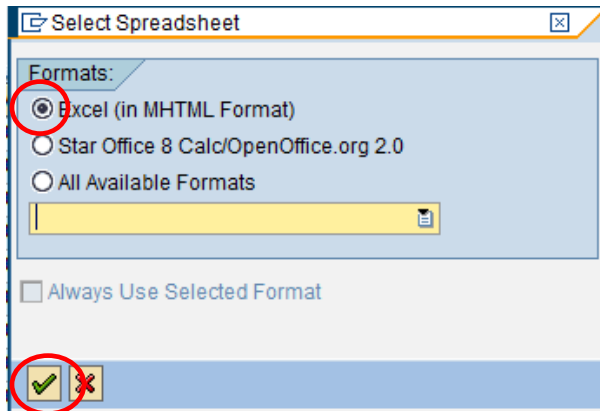 Select Spreadsheet
Formats:
Excel (in MHTML Format)
Star Office 8 Calc/OpenOffice.org 2.0
All Available Formats
Always Use Selected Format